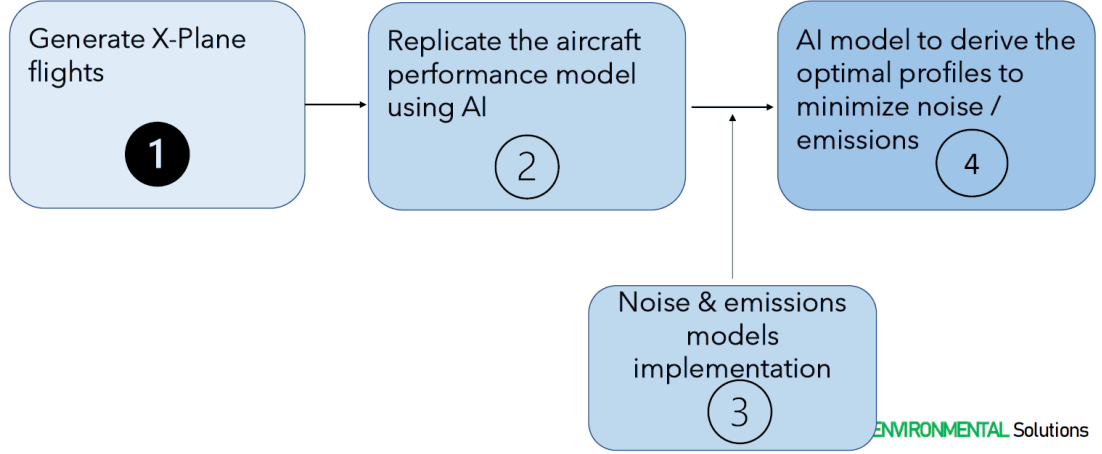 Generate X-Plane
flights
1
Replicate the aircraft
performance model
using AI
2
AI model to derive the
optimal profiles to
minimize noise /
emissions
4
Noise & emissions
models
implementation
3
ENVIRONMENTAL Solutions